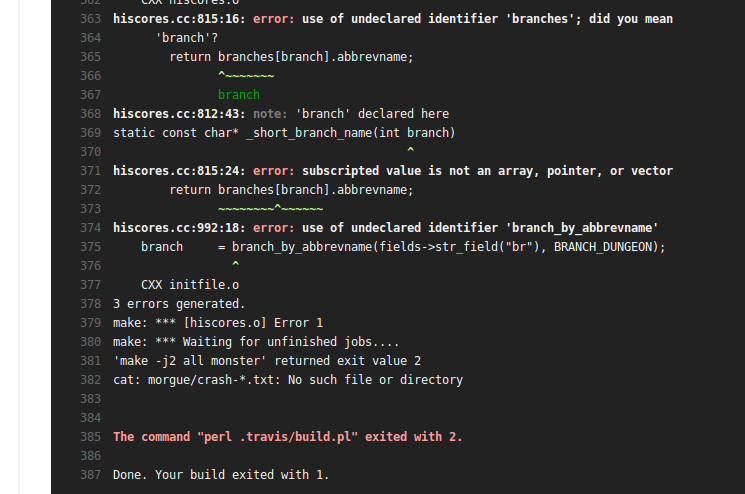 362 CXX hiscores.o
363 hiscores.cc:815:16: error: use of undeclared identifier 'branches'; did you mean
364 'branch'?
365 return branches[branch].abbrevname;
366 ^~~~~~~~
367 branch
368 hiscores.cc:812:43: note: 'branch' declared here
369 static const char* _short_branch_name(int branch)
370 ^
371 hiscores.cc:815:24: error: subscripted value is not an array, pointer, or vector
372 return branches[branch].abbrevname;
373 ~~~~~~~~^~~~~~~
374 hiscores.cc:992:18: error: use of undeclared identifier 'branch_by_abbrevname'
375 branch = branch_by_abbrevname(fields->str_field("br"), BRANCH_DUNGEON);
376 ^
377 CXX initfile.o
378 3 errors generated.
379 make: *** [hiscores.o] Error 1
380 make: *** Waiting for unfinished jobs....
381 'make -j2 all monster' returned exit value 2
382 cat: morgue/crash-*.txt: No such file or directory
383
384
385 The command "perl .travis/build.pl" exited with 2.
386
387 Done. Your build exited with 1.